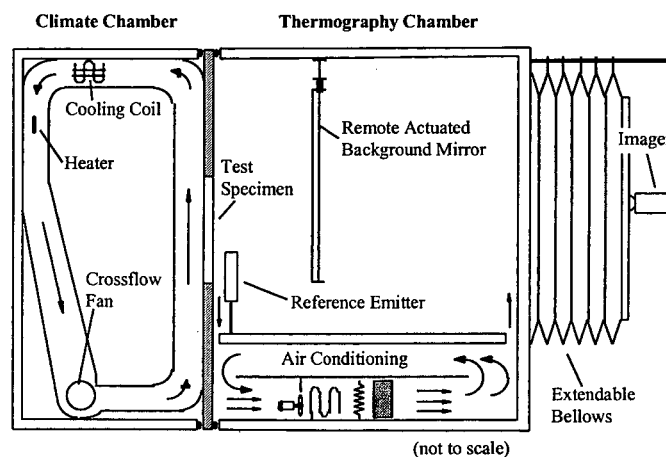 Climate Chamber
Thermography Chamber
Cooling Coil
Heater
Crossflow
Fan
Test
Specimen
Remote Actuated
Background Mirror
Imager
Reference Emitter
Air Conditioning
Extendable
Bellows
(not to scale)